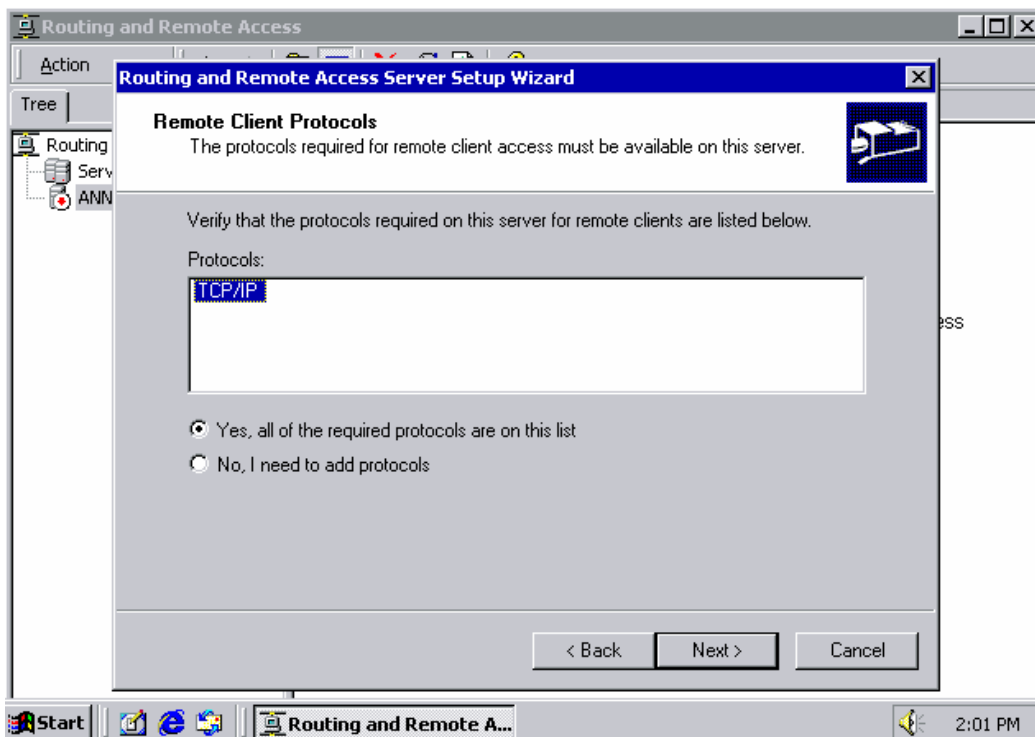 Routing and Remote Access
Action
Routing and Remote Access Server Setup Wizard
Tree
Remote Client Protocols
The protocols required for remote client access must be available on this server.
Routing
Serv
ANN
Verify that the protocols required on this server for remote clients are listed below.
Protocols:
TCP/IP
ess
Yes, all of the required protocols are on this list
No, I need to add protocols
< Back
Next >
Cancel
Start
Routing and Remote A...
2:01 PM